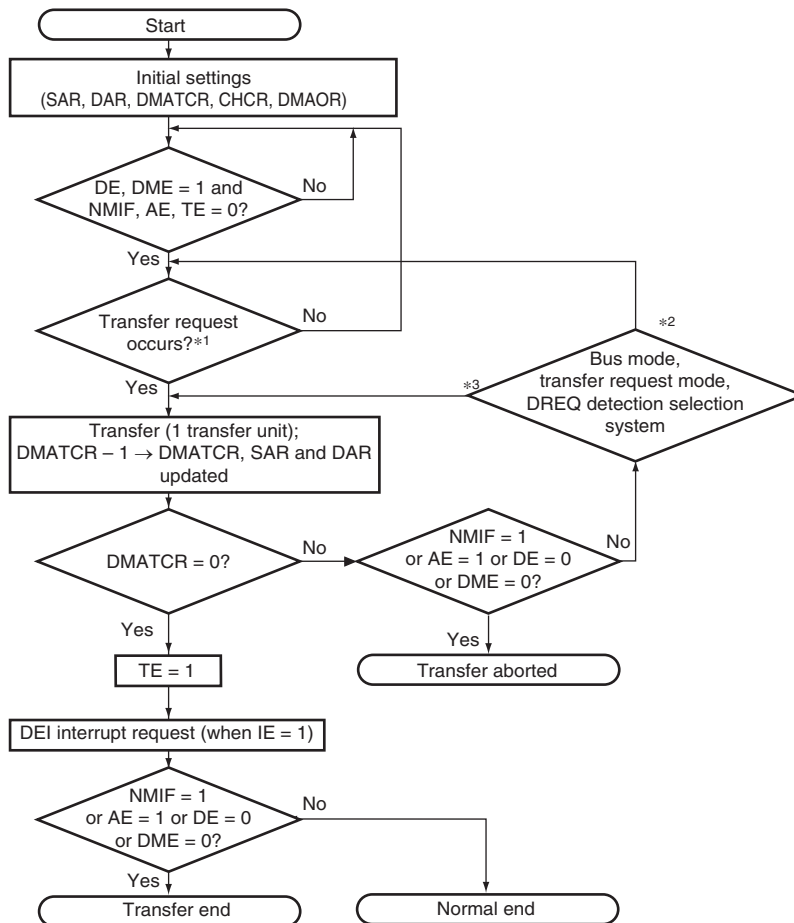 Start
Initial settings
(SAR, DAR, DMATCR, CHCR, DMAOR)
DE, DME = 1 and
NMIF, AE, TE = 0?
No
Yes
Transfer request
occurs?*1
No
Yes
*2
Bus mode,
transfer request mode,
DREQ detection selection
system
*3
Transfer (1 transfer unit);
DMATCR – 1 → DMATCR, SAR and DAR
updated
DMATCR = 0?
No
NMIF = 1
or AE = 1 or DE = 0
or DME = 0?
No
Yes
Yes
Transfer aborted
TE = 1
DEI interrupt request (when IE = 1)
NMIF = 1
or AE = 1 or DE = 0
or DME = 0?
No
Yes
Transfer end
Normal end